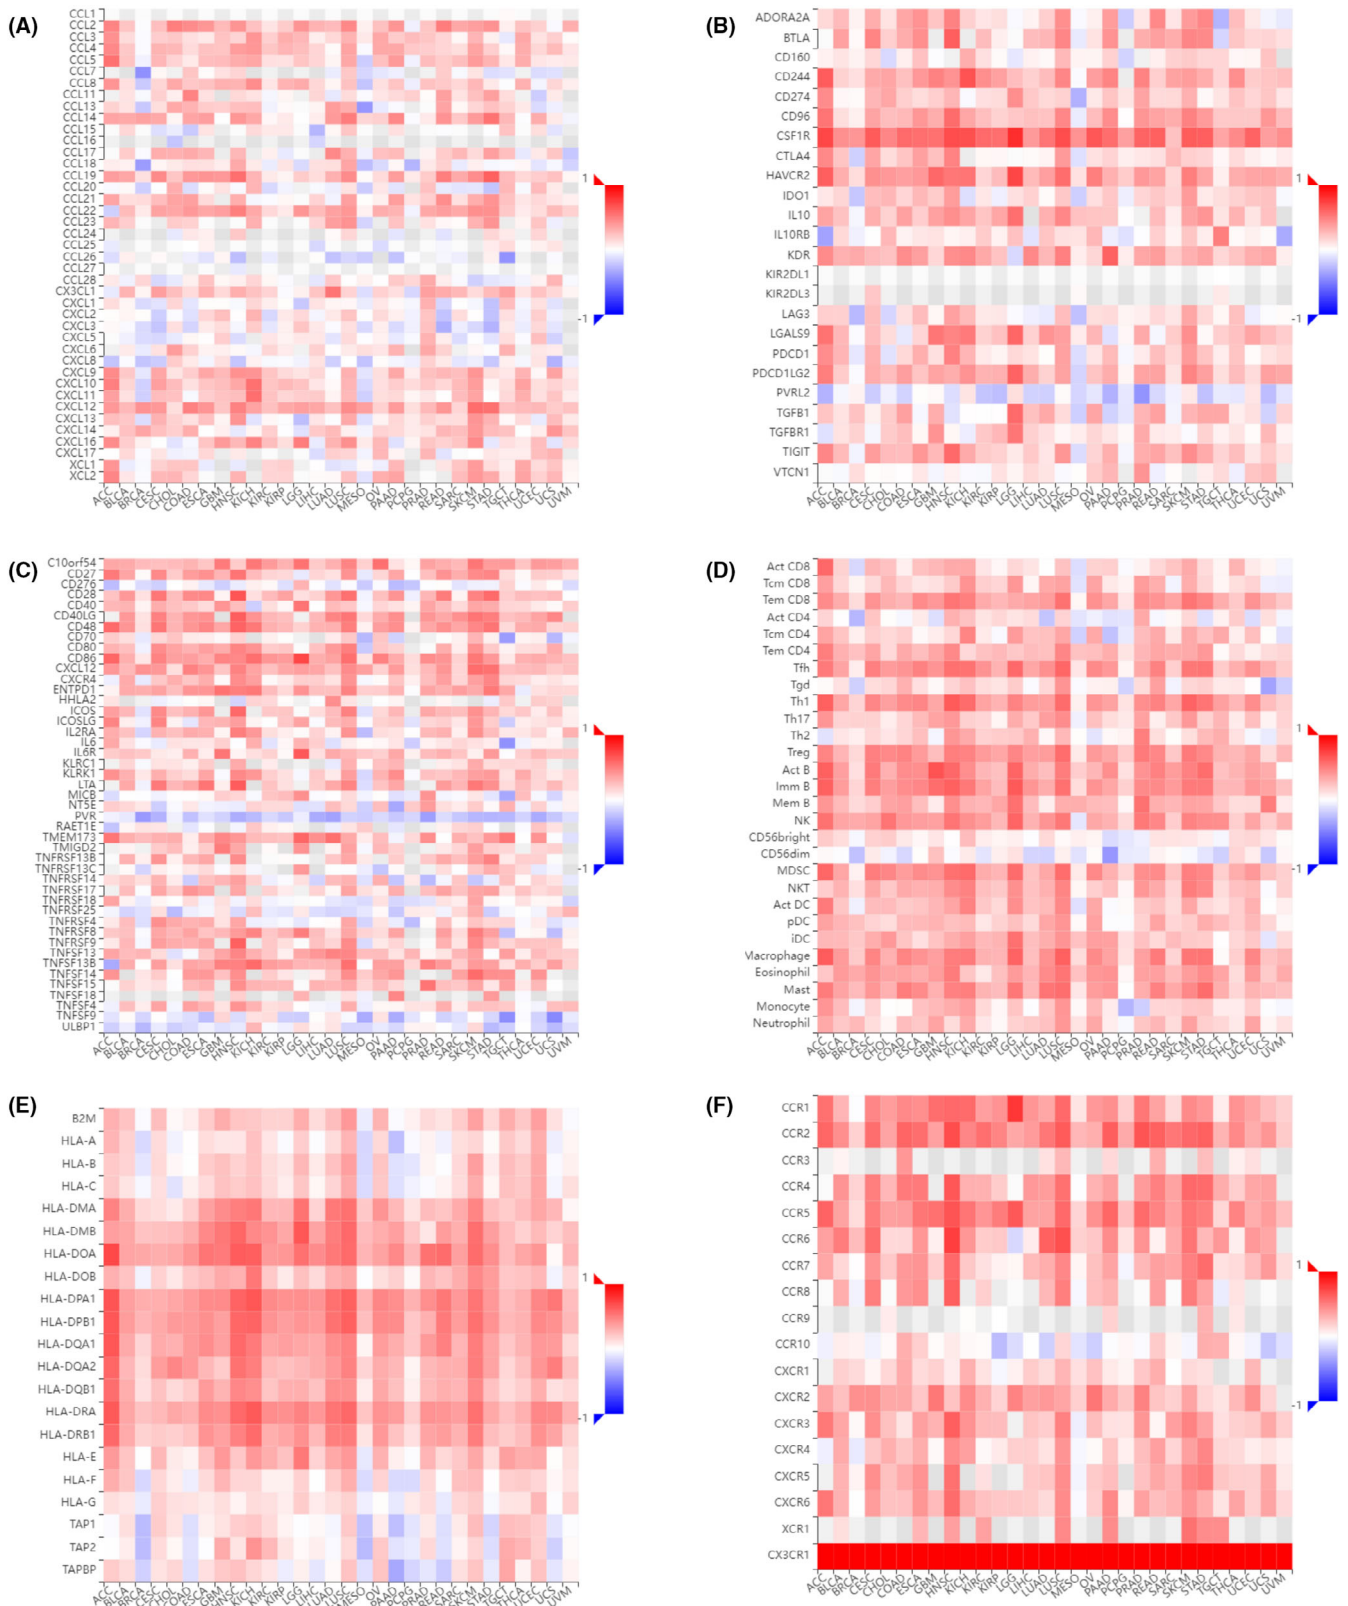 (A)
CCL1
CCL2
CCL3
CCL4
CCL5
CCL7
CCL8
CCL11
CCL13
CCL14
CCL15
CCL16
CCL17
CCL18
CCL19
CCL20
CCL21
CCL22
CCL23
CCL24
CCL25
CCL26
CCL27
CCL28
CX3CL1
CXCL1
CXCL2
CXCL3
CXCL5
CXCL6
CXCL8
CXCL9
CXCL10
CXCL11
CXCL12
CXCL13
CXCL14
CXCL16
CXCL17
XCL1
XCL2
ACC BLCA BRCA CESC CHOL COAD ESCA GBM HNSC KICH KIRC KIRP LGG LIHC LUAD LUSC MESO OV PAAD PCPG PRAD READ SARC SKCM STAD TGCT THCA UCEC UCS UVM
1
-1
(B)
ADORA2A
BTLA
CD160
CD244
CD274
CD96
CSF1R
CTLA4
HAVCR2
IDO1
IL10
IL10RB
KDR
KIR2DL1
KIR2DL3
LAG3
LGALS9
PDCD1
PDCD1LG2
PVRL2
TGFB1
TGFBR1
TIGIT
VTCN1
ACC BLCA BRCA CESC CHOL COAD ESCA GBM HNSC KICH KIRC KIRP LGG LIHC LUAD LUSC MESO OV PAAD PCPG PRAD READ SARC SKCM STAD TGCT THCA UCEC UCS UVM
1
-1
(C)
C10orf54
CD27
CD276
CD28
CD40
CD40LG
CD48
CD70
CD80
CD86
CXCL12
CXCR4
ENTPD1
HHLA2
ICOS
ICOSLG
IL2RA
IL6
IL6R
KLRC1
KLRK1
LTA
MICB
NT5E
PVR
RAET1E
TMEM173
TMIGD2
TNFRSF13B
TNFRSF13C
TNFRSF14
TNFRSF17
TNFRSF18
TNFRSF25
TNFRSF4
TNFRSF8
TNFRSF9
TNFSF13
TNFSF13B
TNFSF14
TNFSF15
TNFSF18
TNFSF4
TNFSF9
ULBP1
ACC BLCA BRCA CESC CHOL COAD ESCA GBM HNSC KICH KIRC KIRP LGG LIHC LUAD LUSC MESO OV PAAD PCPG PRAD READ SARC SKCM STAD TGCT THCA UCEC UCS UVM
1
-1
(D)
Act CD8
Tcm CD8
Tem CD8
Act CD4
Tcm CD4
Tem CD4
Tfh
Tgd
Th1
Th17
Th2
Treg
Act B
Imm B
Mem B
NK
CD56bright
CD56dim
MDSC
NKT
Act DC
pDC
iDC
Macrophage
Eosinophil
Mast
Monocyte
Neutrophil
ACC BLCA BRCA CESC CHOL COAD ESCA GBM HNSC KICH KIRC KIRP LGG LIHC LUAD LUSC MESO OV PAAD PCPG PRAD READ SARC SKCM STAD TGCT THCA UCEC UCS UVM
1
-1
(E)
B2M
HLA-A
HLA-B
HLA-C
HLA-DMA
HLA-DMB
HLA-DOA
HLA-DOB
HLA-DPA1
HLA-DPB1
HLA-DQA1
HLA-DQA2
HLA-DQB1
HLA-DRA
HLA-DRB1
HLA-E
HLA-F
HLA-G
TAP1
TAP2
TAPBP
ACC BLCA BRCA CESC CHOL COAD ESCA GBM HNSC KICH KIRC KIRP LGG LIHC LUAD LUSC MESO OV PAAD PCPG PRAD READ SARC SKCM STAD TGCT THCA UCEC UCS UVM
1
-1
(F)
CCR1
CCR2
CCR3
CCR4
CCR5
CCR6
CCR7
CCR8
CCR9
CCR10
CXCR1
CXCR2
CXCR3
CXCR4
CXCR5
CXCR6
XCR1
CX3CR1
ACC BLCA BRCA CESC CHOL COAD ESCA GBM HNSC KICH KIRC KIRP LGG LIHC LUAD LUSC MESO OV PAAD PCPG PRAD READ SARC SKCM STAD TGCT THCA UCEC UCS UVM
1
-1